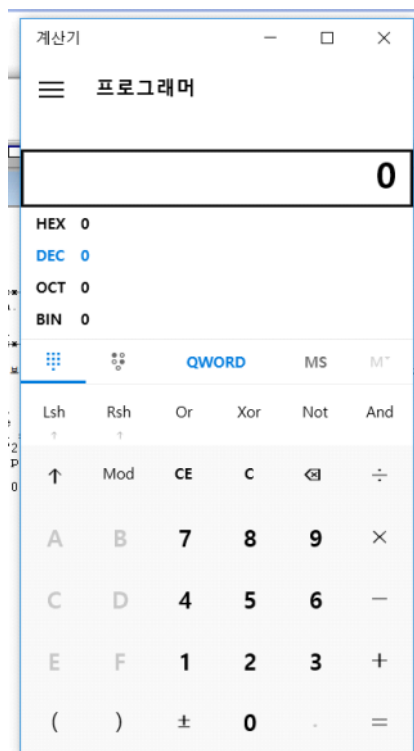 계산기
프로그래머
0
HEX 0
DEC 0
OCT 0
BIN 0
QWORD MS M
Lsh Rsh Or Xor Not And
↑ Mod CE C ÷
A B 7 8 9 ×
C D 4 5 6 −
E F 1 2 3 +
( ) ± 0 . =